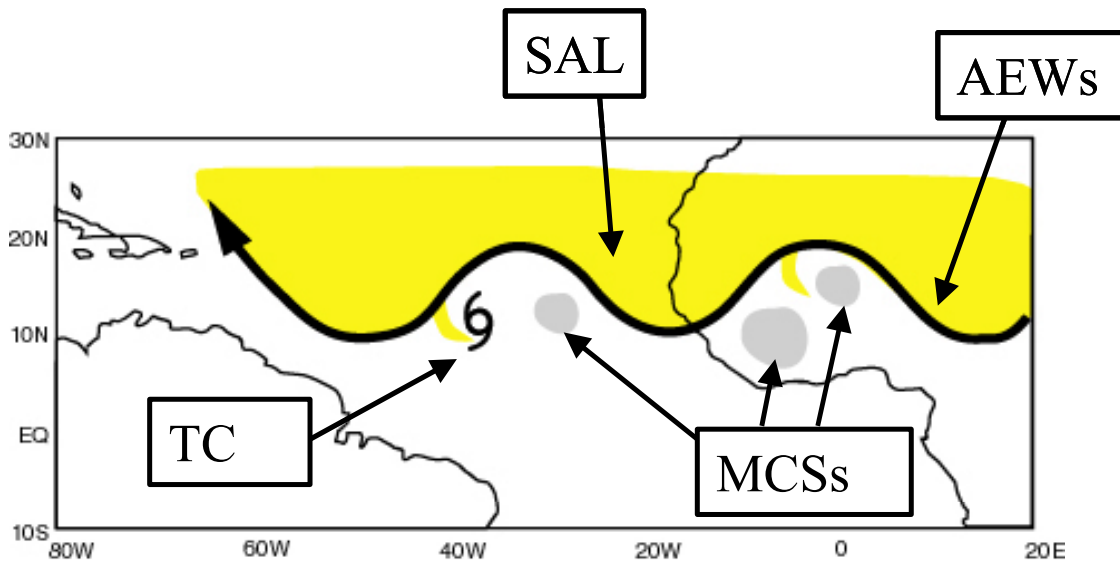 SAL
AEWs
30N
20N
10N
TC
EQ
MCSs
10S
80W 60W 40W 20W 0 20E